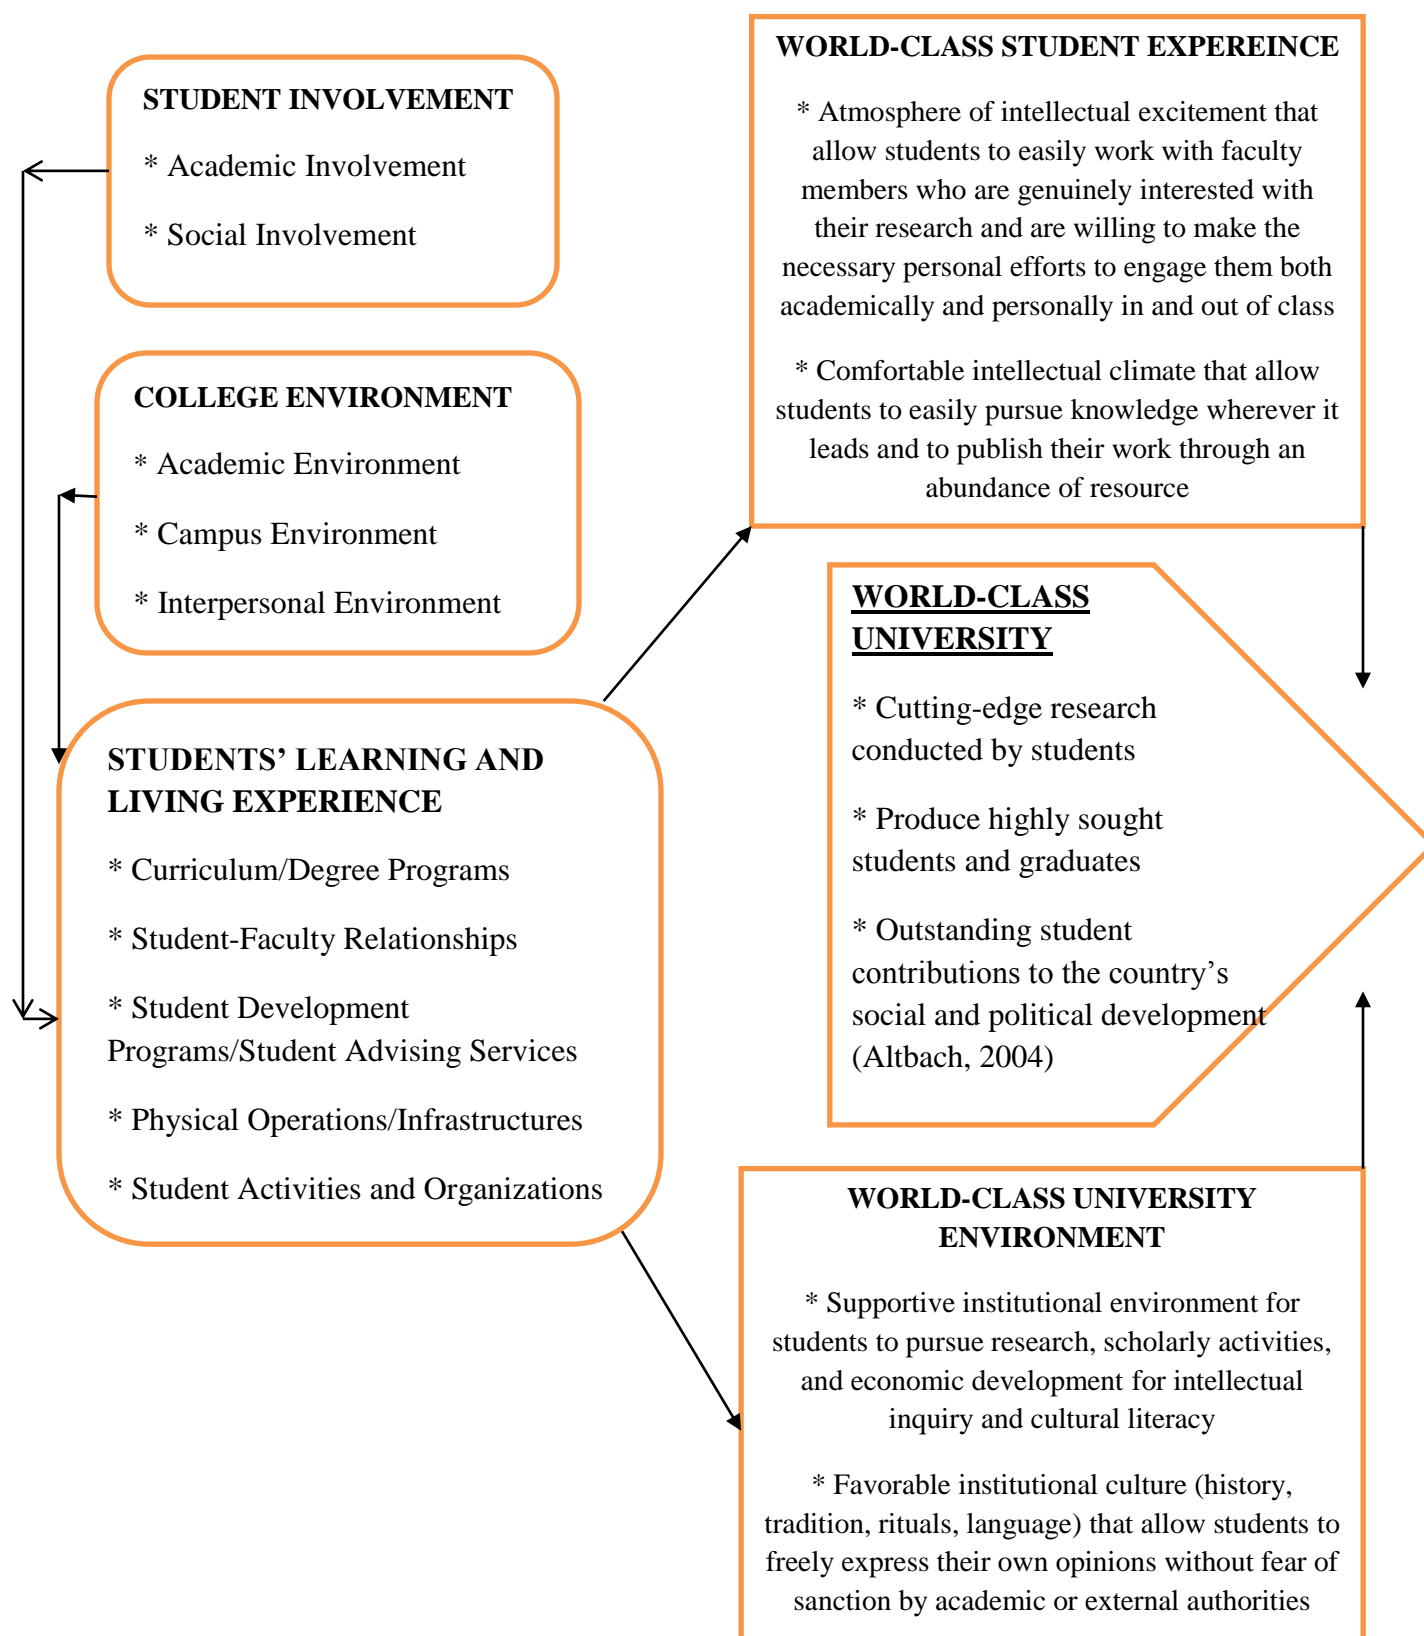 STUDENT INVOLVEMENT
* Academic Involvement
* Social Involvement
COLLEGE ENVIRONMENT
* Academic Environment
* Campus Environment
* Interpersonal Environment
STUDENTS’ LEARNING AND
LIVING EXPERIENCE
* Curriculum/Degree Programs
* Student-Faculty Relationships
* Student Development
Programs/Student Advising Services
* Physical Operations/Infrastructures
* Student Activities and Organizations
WORLD-CLASS STUDENT EXPEREINCE
* Atmosphere of intellectual excitement that
allow students to easily work with faculty
members who are genuinely interested with
their research and are willing to make the
necessary personal efforts to engage them both
academically and personally in and out of class
* Comfortable intellectual climate that allow
students to easily pursue knowledge wherever it
leads and to publish their work through an
abundance of resource
WORLD-CLASS
UNIVERSITY
* Cutting-edge research
conducted by students
* Produce highly sought
students and graduates
* Outstanding student
contributions to the country’s
social and political development
(Altbach, 2004)
WORLD-CLASS UNIVERSITY
ENVIRONMENT
* Supportive institutional environment for
students to pursue research, scholarly activities,
and economic development for intellectual
inquiry and cultural literacy
* Favorable institutional culture (history,
tradition, rituals, language) that allow students to
freely express their own opinions without fear of
sanction by academic or external authorities